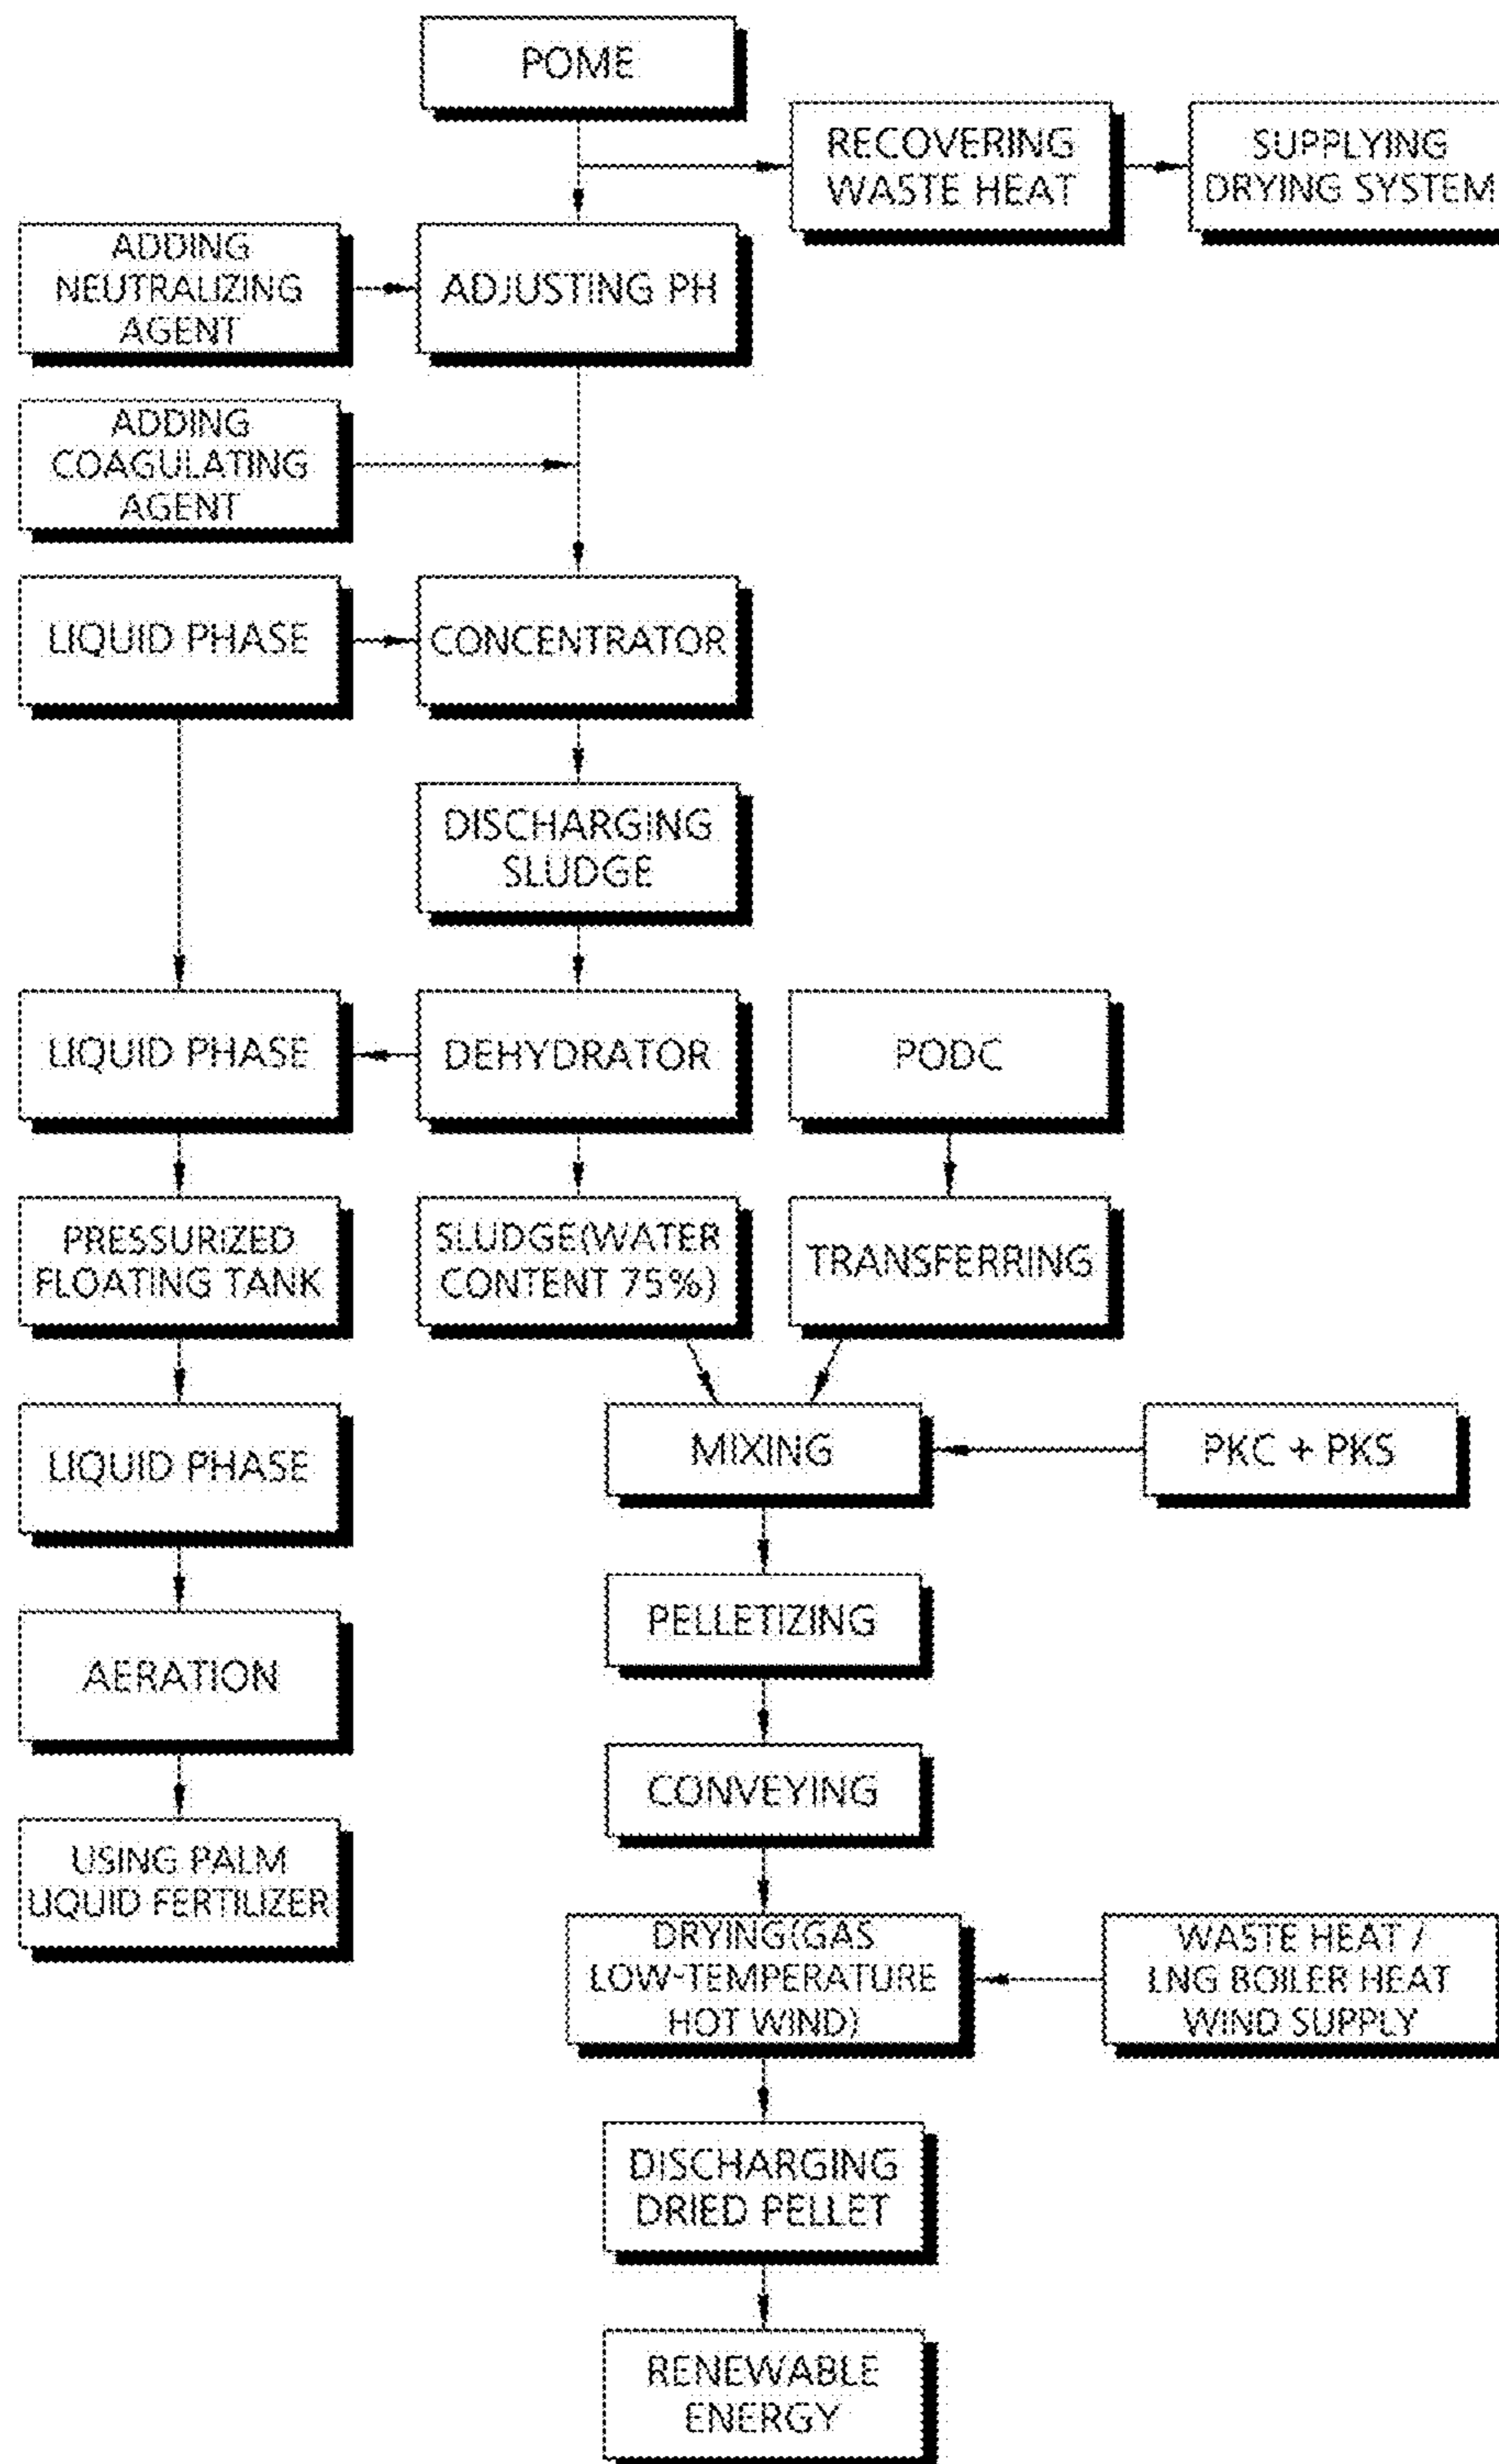 POME
RECOVERING
WASTE HEAT
SUPPLYING
DRYING SYSTEM
ADDING
NEUTRALIZING
AGENT
ADJUSTING PH
ADDING
COAGULATING
AGENT
LIQUID PHASE
CONCENTRATOR
DISCHARGING
SLUDGE
LIQUID PHASE
DEHYDRATOR
PODC
PRESSURIZED
FLOATING TANK
SLUDGE(WATER
CONTENT 75%)
TRANSFERRING
LIQUID PHASE
MIXING
PKC + PKS
PELLETIZING
AERATION
CONVEYING
USING PALM
LIQUID FERTILIZER
DRYING(GAS
LOW-TEMPERATURE
HOT WIND)
WASTE HEAT /
LNG BOILER HEAT
WIND SUPPLY
DISCHARGING
DRIED PELLET
RENEWABLE
ENERGY